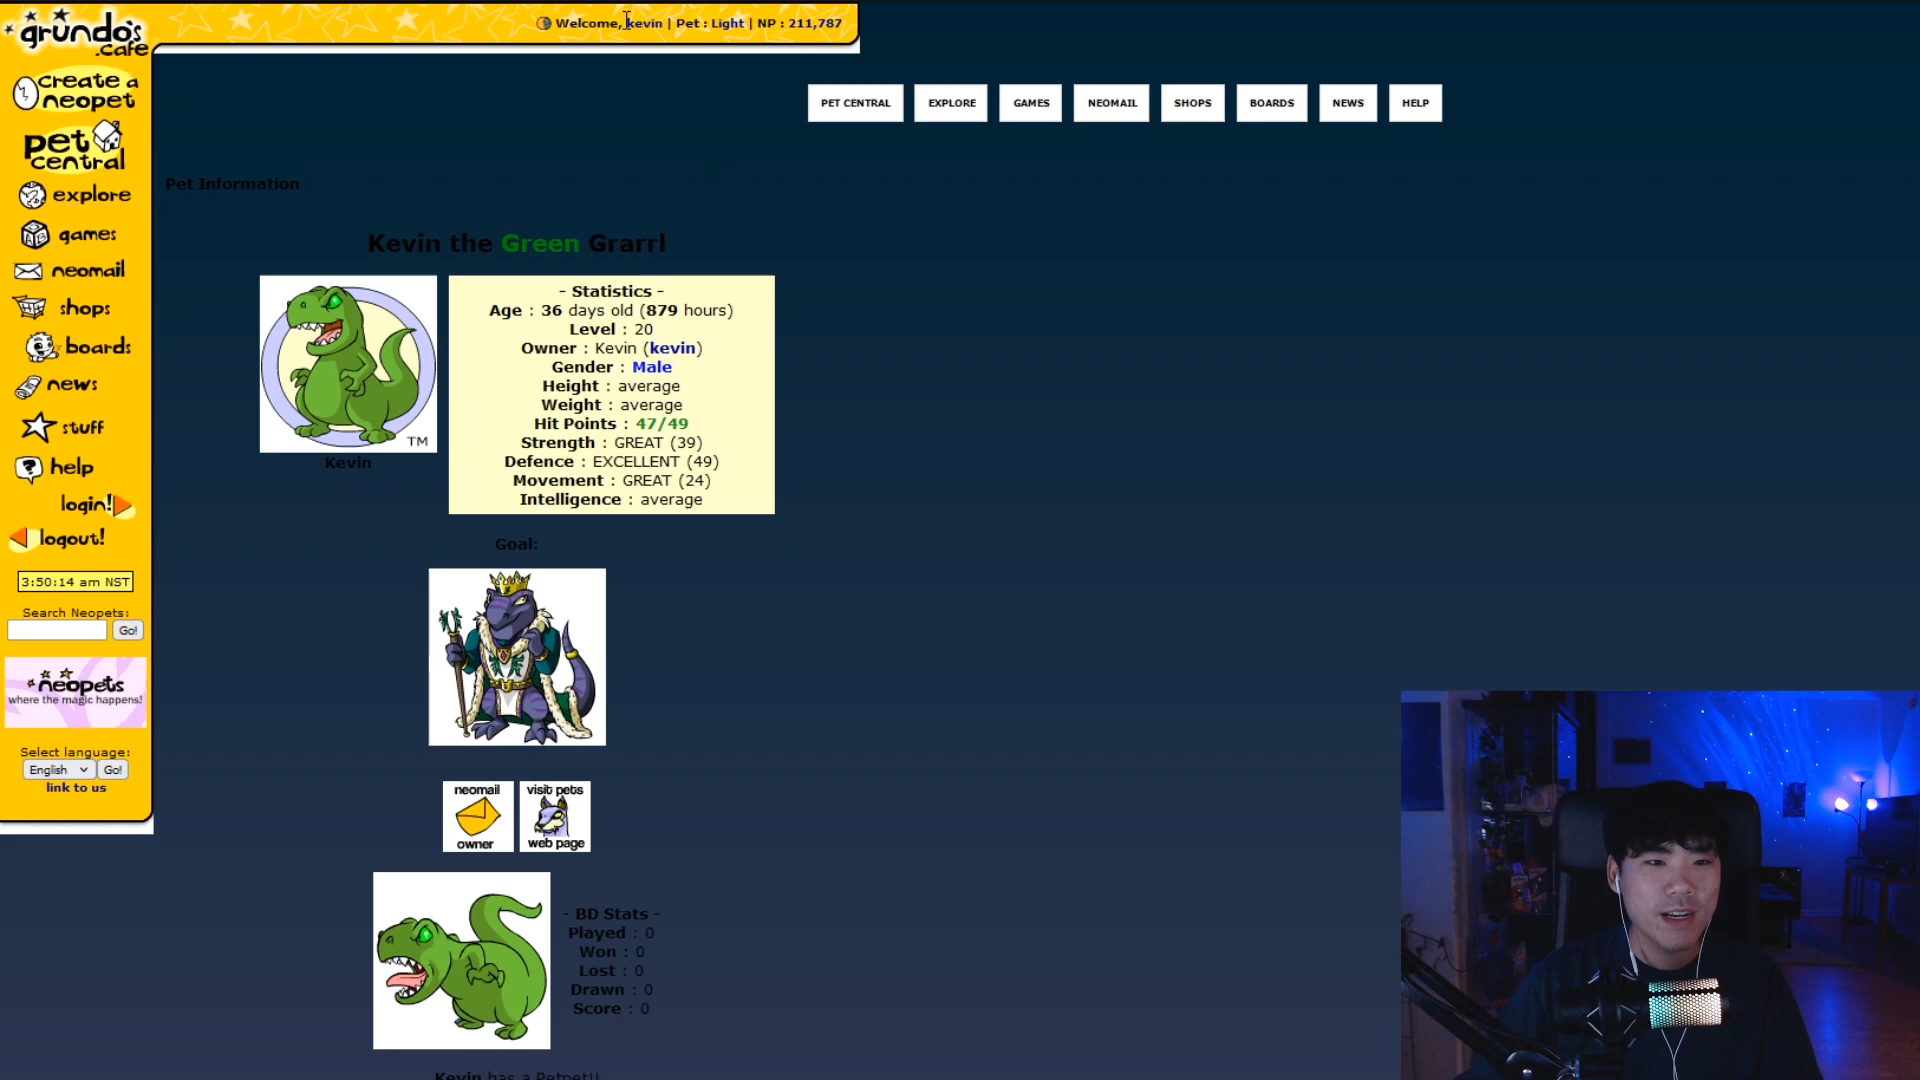 grundo's
.cafe
Welcome, kevin | Pet : Light | NP : 211,787
create a
neopet
pet
central
explore
games
neomail
shops
boards
news
stuff
help
login!
logout!
3:50:14 am NST
Search Neopets:
Go!
neopets
where the magic happens!
Select language:
English
Go!
link to us
PET CENTRAL
EXPLORE
GAMES
NEOMAIL
SHOPS
BOARDS
NEWS
HELP
Pet Information
Kevin the Green Grarrl
TM
Kevin
- Statistics -
Age : 36 days old (879 hours)
Level : 20
Owner : Kevin (kevin)
Gender : Male
Height : average
Weight : average
Hit Points : 47/49
Strength : GREAT (39)
Defence : EXCELLENT (49)
Movement : GREAT (24)
Intelligence : average
Goal:
neomail
owner
visit pets
web page
- BD Stats -
Played : 0
Won : 0
Lost : 0
Drawn : 0
Score : 0
Kevin has a Petpet!!